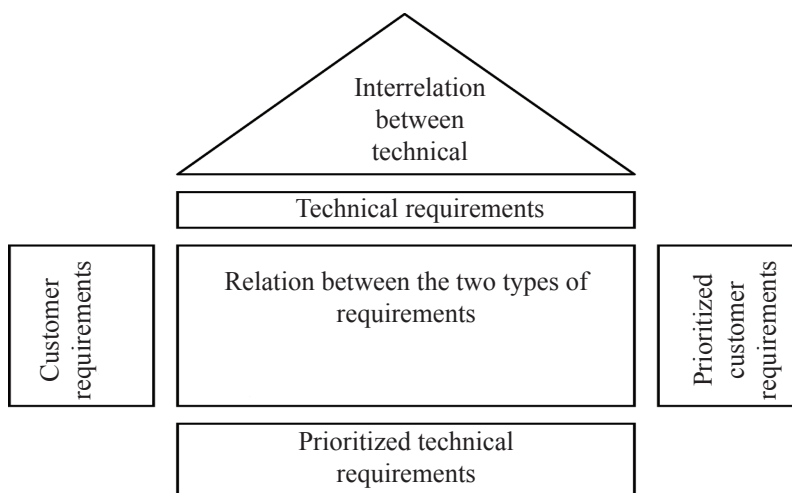 Interrelation
between
technical
Technical requirements
Customer
requirements
Relation between the two types of
requirements
Prioritized
customer
requirements
Prioritized technical
requirements